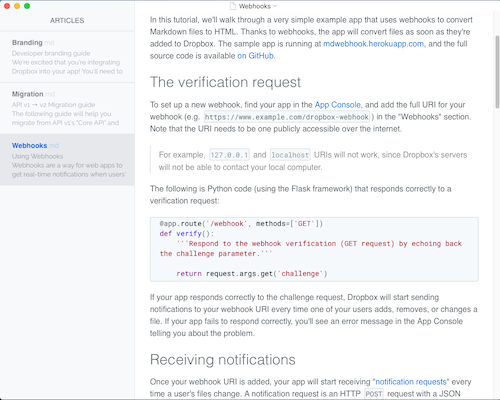 Webhooks
ARTICLES
Branding .md
Developer branding guide
We're excited that you're integrating
Dropbox into your app! You'll need to
Migration .md
API v1 → v2 Migration guide
The following guide will help you
migrate from API v1's "Core API" and
Webhooks .md
Using Webhooks
Webhooks are a way for web apps to
get real-time notifications when users'
In this tutorial, we'll walk through a very simple example app that uses webhooks to convert
Markdown files to HTML. Thanks to webhooks, the app will convert files as soon as they're
added to Dropbox. The sample app is running at mdwebhook.herokuapp.com, and the full
source code is available on GitHub.
The verification request
To set up a new webhook, find your app in the App Console, and add the full URI for your
webhook (e.g. https://www.example.com/dropbox-webhook) in the "Webhooks" section.
Note that the URI needs to be one publicly accessible over the internet.
For example, 127.0.0.1 and localhost URIs will not work, since Dropbox's servers
will not be able to contact your local computer.
The following is Python code (using the Flask framework) that responds correctly to a
verification request:
@app.route('/webhook', methods=['GET'])
def verify():
'''Respond to the webhook verification (GET request) by echoing back
the challenge parameter.'''
return request.args.get('challenge')
If your app responds correctly to the challenge request, Dropbox will start sending
notifications to your webhook URI every time one of your users adds, removes, or changes a
file. If your app fails to respond correctly, you'll see an error message in the App Console
telling you about the problem.
Receiving notifications
Once your webhook URI is added, your app will start receiving "notification requests" every
time a user's files change. A notification request is an HTTP POST request with a JSON